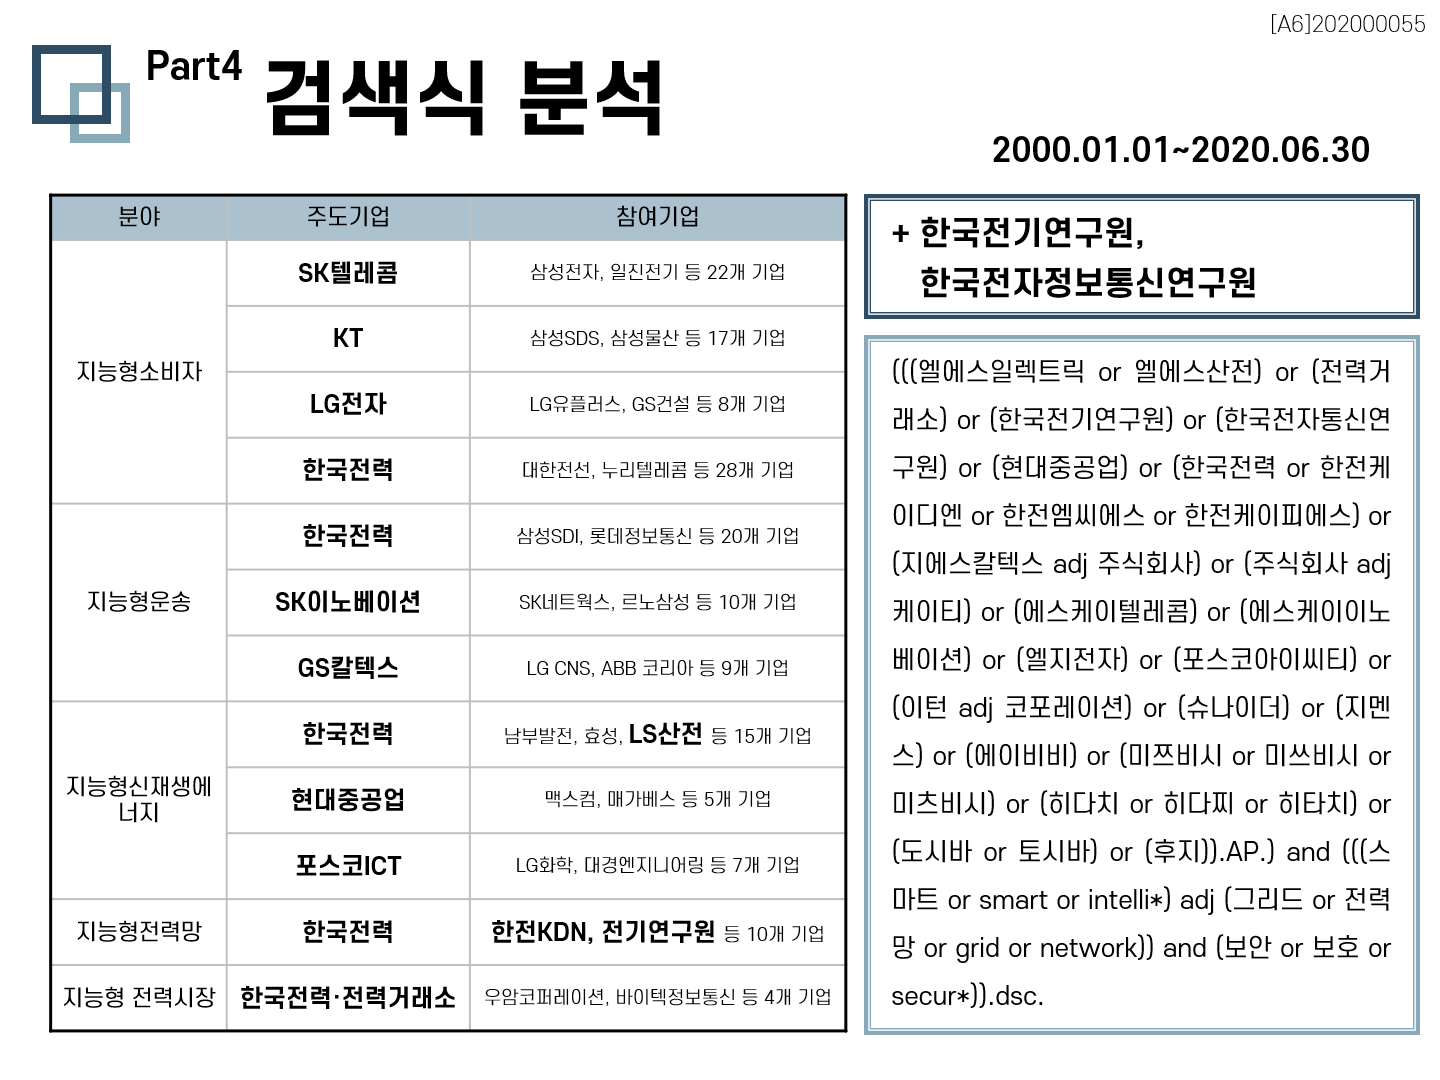 [A6]202000055
Part4 검색식 분석
2000.01.01~2020.06.30
분야 주도기업 참여기업
지능형소비자
SK텔레콤 삼성전자, 일진전기 등 22개 기업
KT 삼성SDS, 삼성물산 등 17개 기업
LG전자 LG유플러스, GS건설 등 8개 기업
한국전력 대한전선, 누리텔레콤 등 28개 기업
지능형운송
한국전력 삼성SDI, 롯데정보통신 등 20개 기업
SK이노베이션 SK네트웍스, 르노삼성 등 10개 기업
GS칼텍스 LG CNS, ABB 코리아 등 9개 기업
지능형신재생에
너지
한국전력 남부발전, 효성, LS산전 등 15개 기업
현대중공업 맥스컴, 매가베스 등 5개 기업
포스코ICT LG화학, 대경엔지니어링 등 7개 기업
지능형전력망 한국전력 한전KDN, 전기연구원 등 10개 기업
지능형 전력시장 한국전력·전력거래소 우암코퍼레이션, 바이텍정보통신 등 4개 기업
+ 한국전기연구원,
한국전자정보통신연구원
(((엘에스일렉트릭 or 엘에스산전) or (전력거
래소) or (한국전기연구원) or (한국전자통신연
구원) or (현대중공업) or (한국전력 or 한전케
이디엔 or 한전엠씨에스 or 한전케이피에스) or
(지에스칼텍스 adj 주식회사) or (주식회사 adj
케이티) or (에스케이텔레콤) or (에스케이이노
베이션) or (엘지전자) or (포스코아이씨티) or
(이턴 adj 코포레이션) or (슈나이더) or (지멘
스) or (에이비비) or (미쯔비시 or 미쓰비시 or
미츠비시) or (히다치 or 히다찌 or 히타치) or
(도시바 or 토시바) or (후지)).AP.) and (((스
마트 or smart or intelli*) adj (그리드 or 전력
망 or grid or network)) and (보안 or 보호 or
secur*)).dsc.